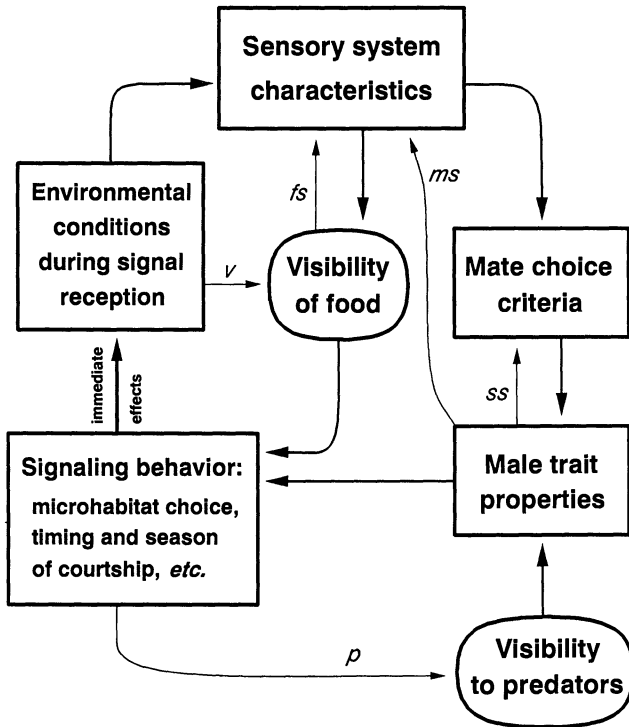 Sensory system
characteristics
Environmental
conditions
during signal
reception
fs
ms
v
Visibility
of food
Mate choice
criteria
immediate
effects
ss
Signaling behavior:
microhabitat choice,
timing and season
of courtship, etc.
Male trait
properties
p
Visibility
to predators